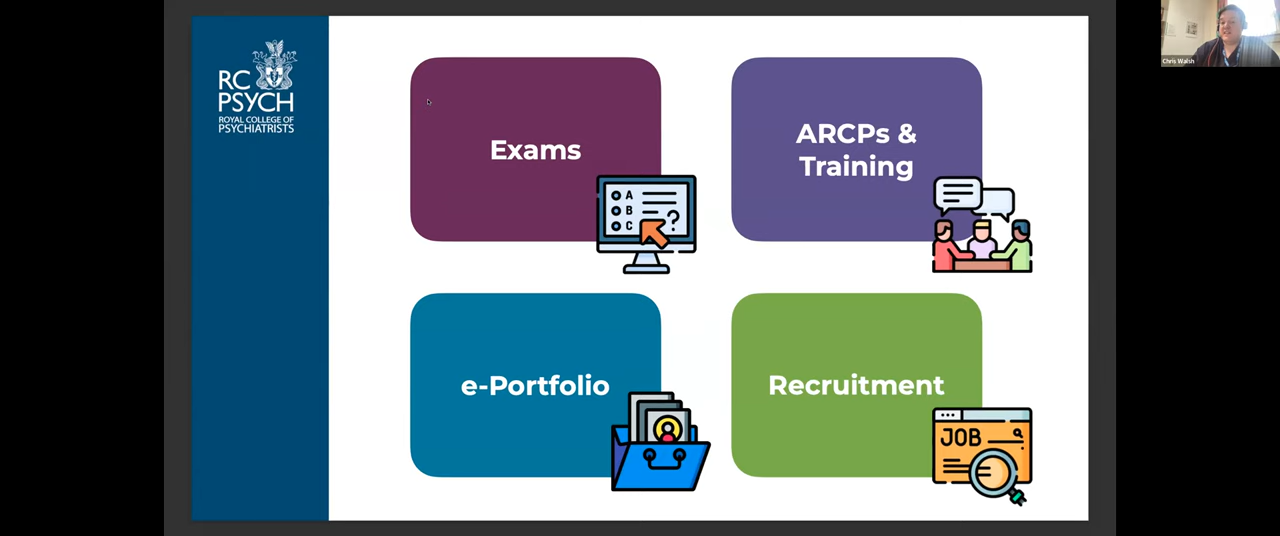 RC
PSYCH
ROYAL COLLEGE OF
PSYCHIATRISTS
Exams
A
B
C
?
ARCPs &
Training
e-Portfolio
Recruitment
JOB
Chris Walsh